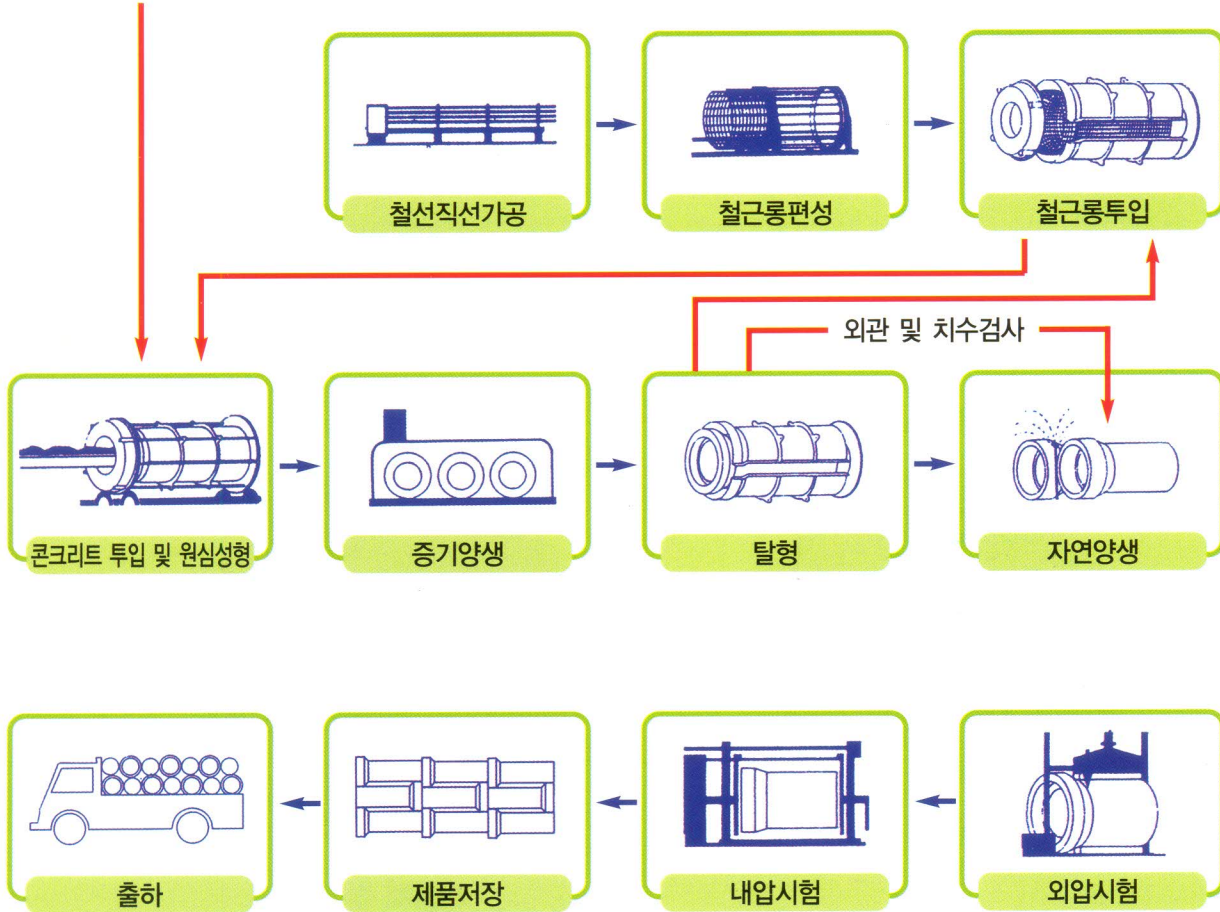 철선직선가공
철근롱편성
철근롱투입
외관 및 치수검사
콘크리트 투입 및 원심성형
증기양생
탈형
자연양생
출하
제품저장
내압시험
외압시험